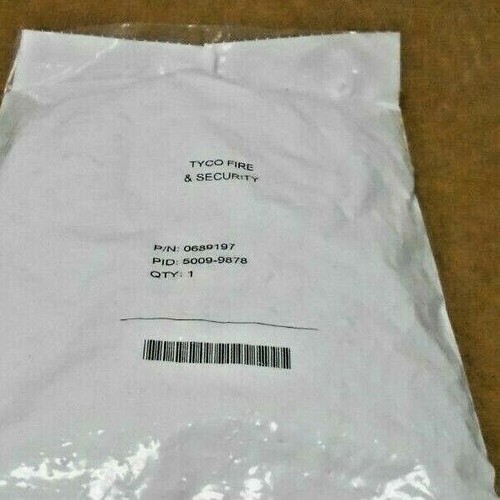 TYCO FIRE
& SECURITY
P/N: 0689197
PID: 5009-9878
QTY: 1